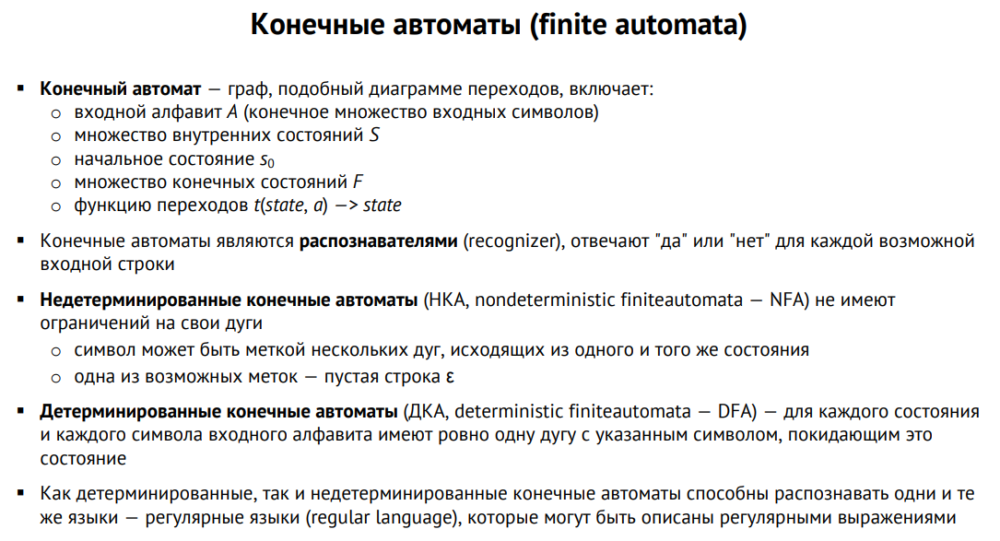 Конечные автоматы (finite automata)
▪ Конечный автомат — граф, подобный диаграмме переходов, включает:
o входной алфавит A (конечное множество входных символов)
o множество внутренних состояний S
o начальное состояние s₀
o множество конечных состояний F
o функцию переходов t(state, a) —> state
▪ Конечные автоматы являются распознавателями (recognizer), отвечают "да" или "нет" для каждой возможной
входной строки
▪ Недетерминированные конечные автоматы (НКА, nondeterministic finiteautomata — NFA) не имеют
ограничений на свои дуги
o символ может быть меткой нескольких дуг, исходящих из одного и того же состояния
o одна из возможных меток — пустая строка ε
▪ Детерминированные конечные автоматы (ДКА, deterministic finiteautomata — DFA) — для каждого состояния
и каждого символа входного алфавита имеют ровно одну дугу с указанным символом, покидающим это
состояние
▪ Как детерминированные, так и недетерминированные конечные автоматы способны распознавать одни и те
же языки — регулярные языки (regular language), которые могут быть описаны регулярными выражениями